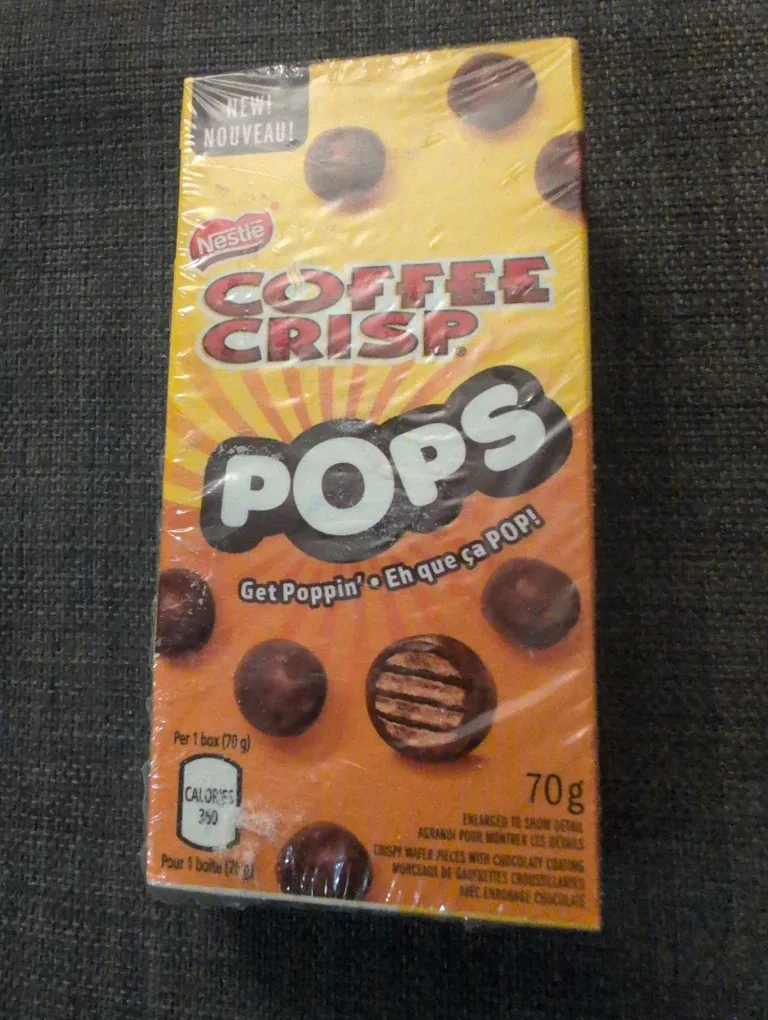 NEW!
NOUVEAU!
Nestlé
COFFEE
CRISP®
POPS
Get Poppin' • Eh que ça POP!
Per 1 box (70 g)
CALORIES
360
Pour 1 boîte (70 g)
70 g
ENLARGED TO SHOW DETAIL
AGRANDI POUR MONTRER LES DÉTAILS
CRISPY WAFER PIECES WITH CHOCOLATY COATING
MORCEAUX DE GAUFRETTES CROUSTILLANTES
AVEC ENROBAGE CHOCOLATÉ